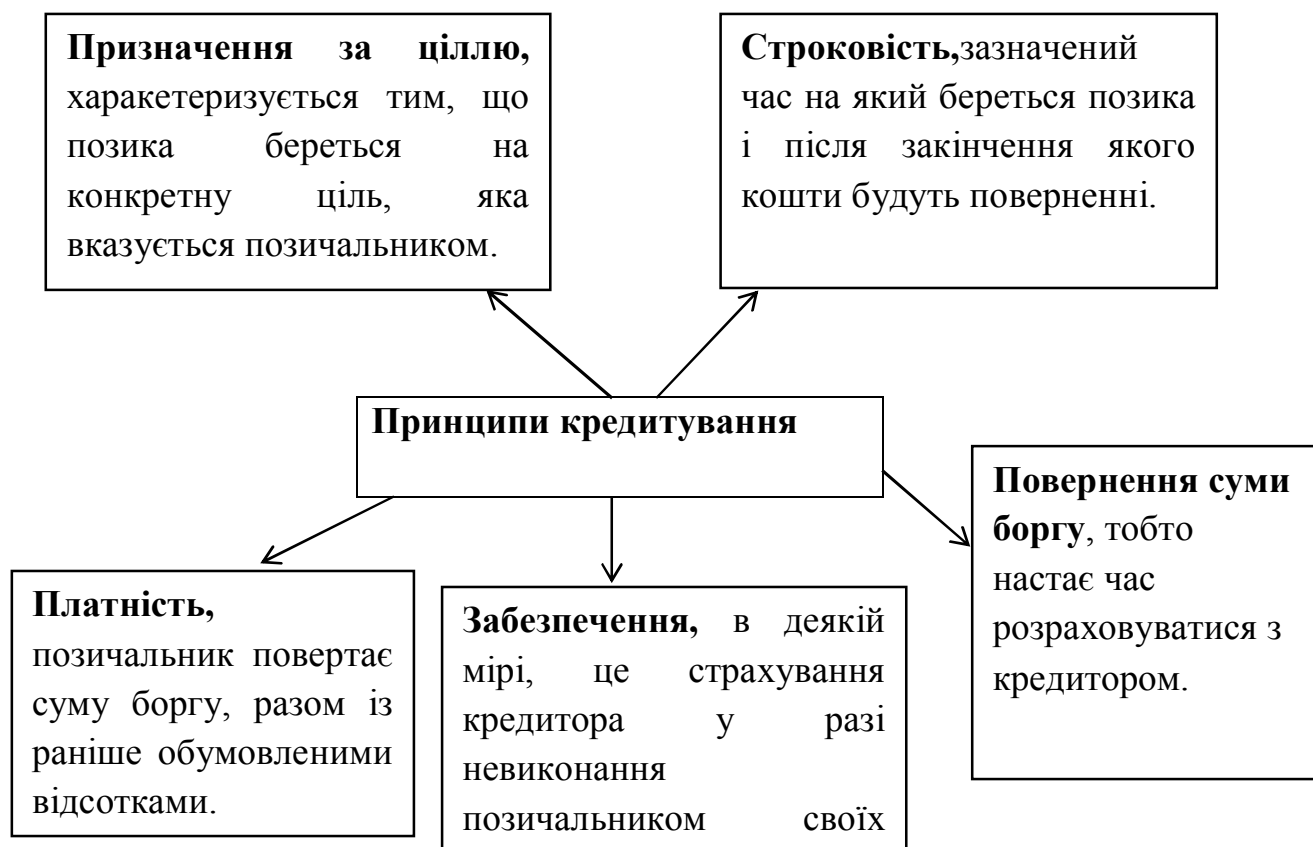 Призначення за ціллю,
харакетеризується тим, що
позика береться на
конкретну ціль, яка
вказується позичальником.
Строковість,зазначений
час на який береться позика
і після закінчення якого
кошти будуть поверненні.
Принципи кредитування
Повернення суми
боргу, тобто
настає час
розраховуватися з
кредитором.
Платність,
позичальник повертає
суму боргу, разом із
раніше обумовленими
відсотками.
Забезпечення, в деякій
мірі, це страхування
кредитора у разі
невиконання
позичальником своїх